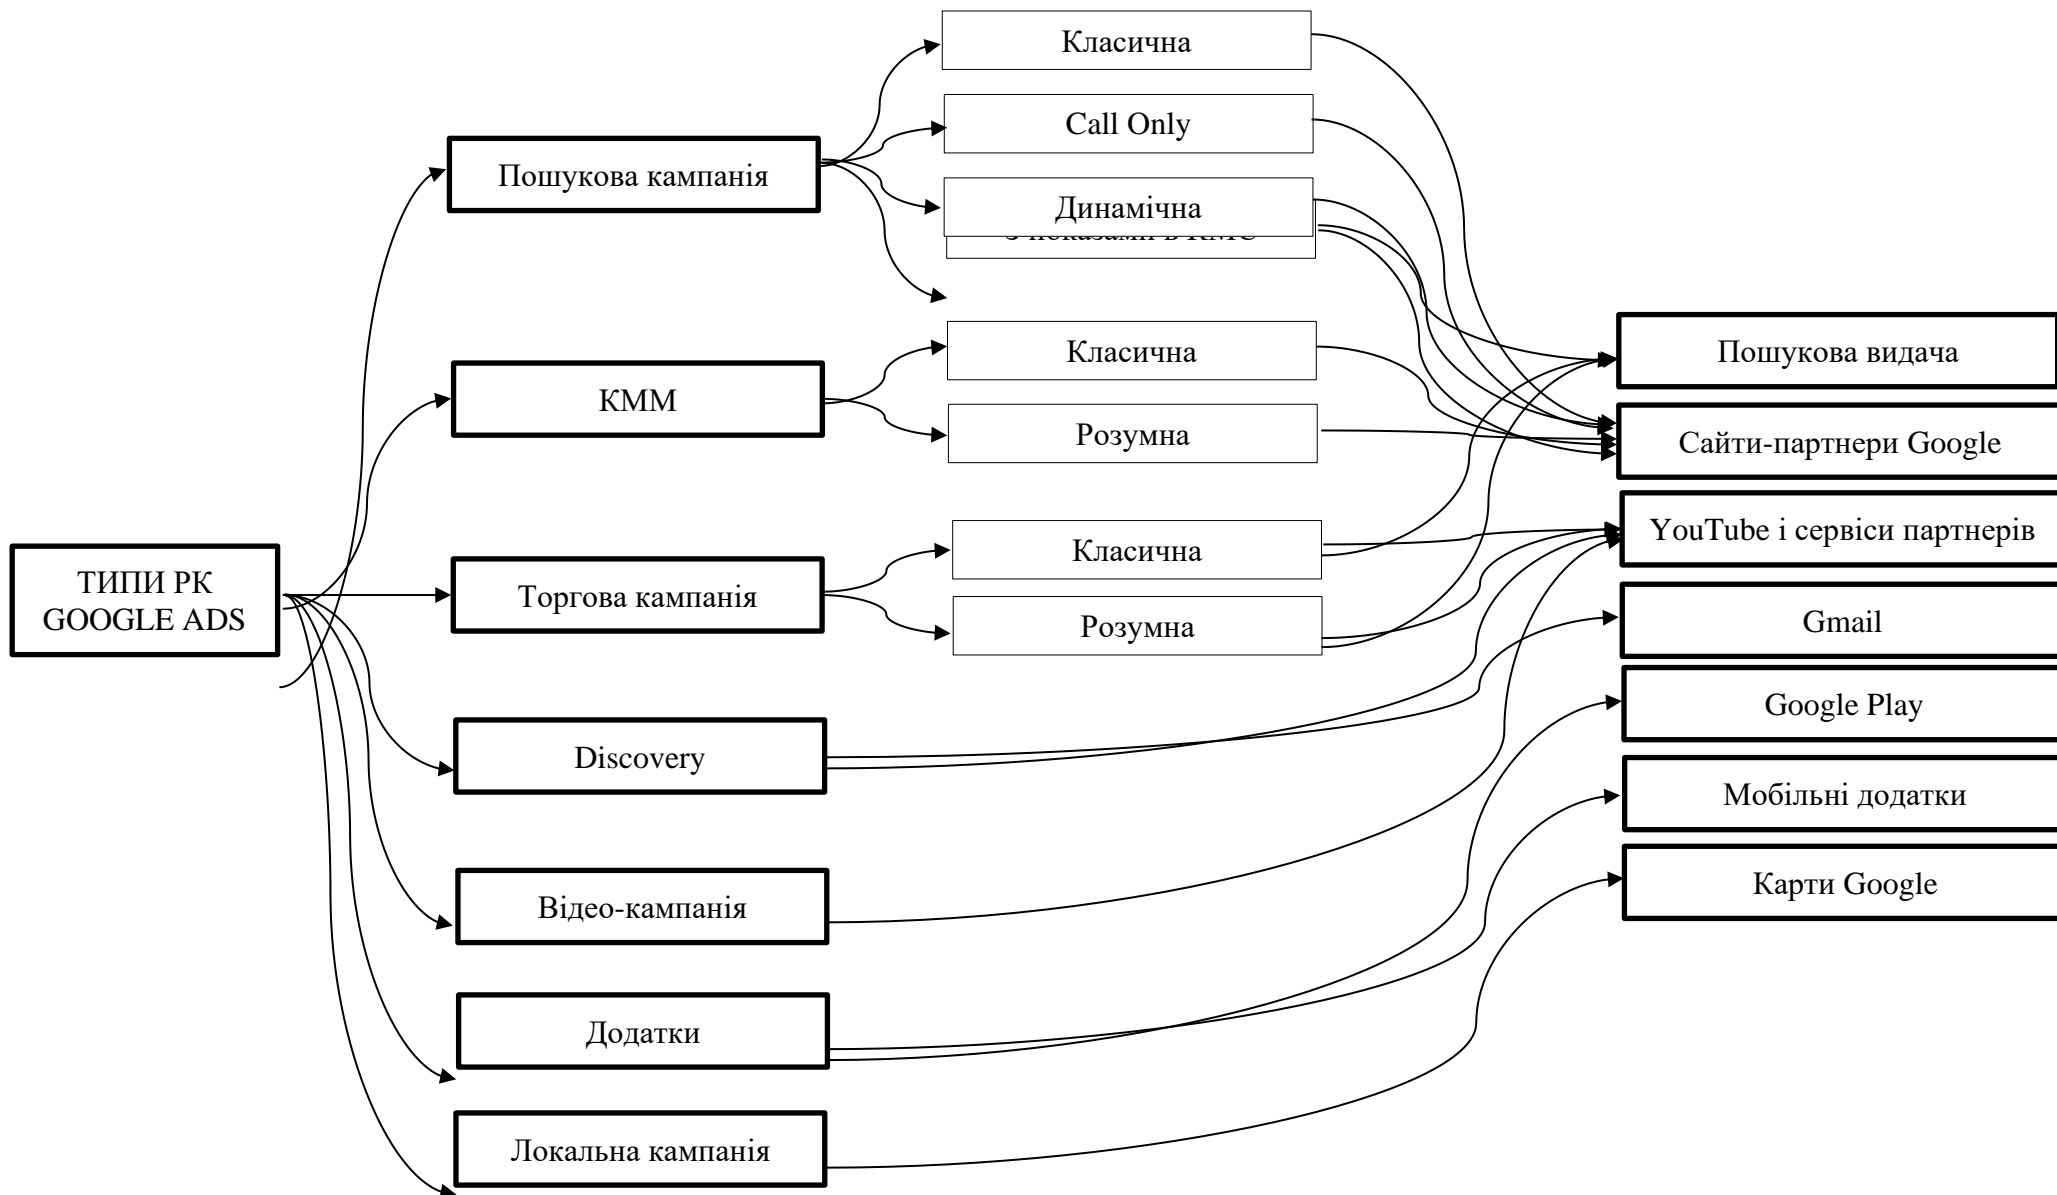 ТИПИ РК
GOOGLE ADS
Пошукова кампанія
КММ
Торгова кампанія
Discovery
Відео-кампанія
Додатки
Локальна кампанія
Класична
Call Only
Динамічна
Класична
Розумна
Класична
Розумна
Пошукова видача
Сайти-партнери Google
YouTube і сервіси партнерів
Gmail
Google Play
Мобільні додатки
Карти Google